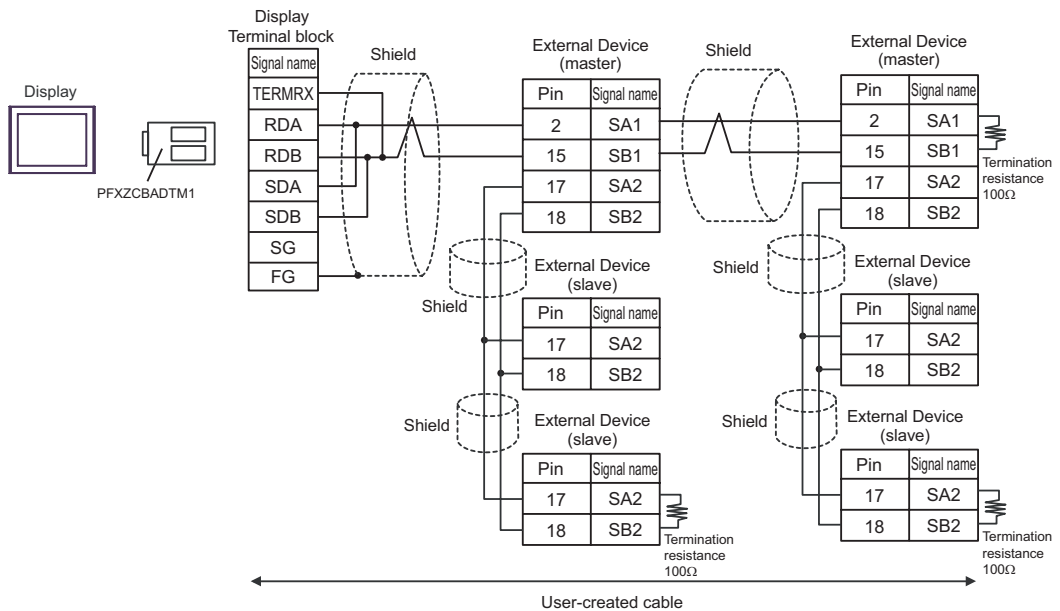 Display
PFXZCBADTM1
Display
Terminal block
Signal name
TERMRX
RDA
RDB
SDA
SDB
SG
FG
Shield
External Device
(master)
Pin Signal name
2 SA1
15 SB1
17 SA2
18 SB2
Shield
External Device
(master)
Pin Signal name
2 SA1
15 SB1
17 SA2
18 SB2
Termination
resistance
100Ω
Shield
External Device
(slave)
Pin Signal name
17 SA2
18 SB2
Shield
External Device
(slave)
Pin Signal name
17 SA2
18 SB2
Shield
External Device
(slave)
Pin Signal name
17 SA2
18 SB2
Termination
resistance
100Ω
Shield
External Device
(slave)
Pin Signal name
17 SA2
18 SB2
Termination
resistance
100Ω
User-created cable